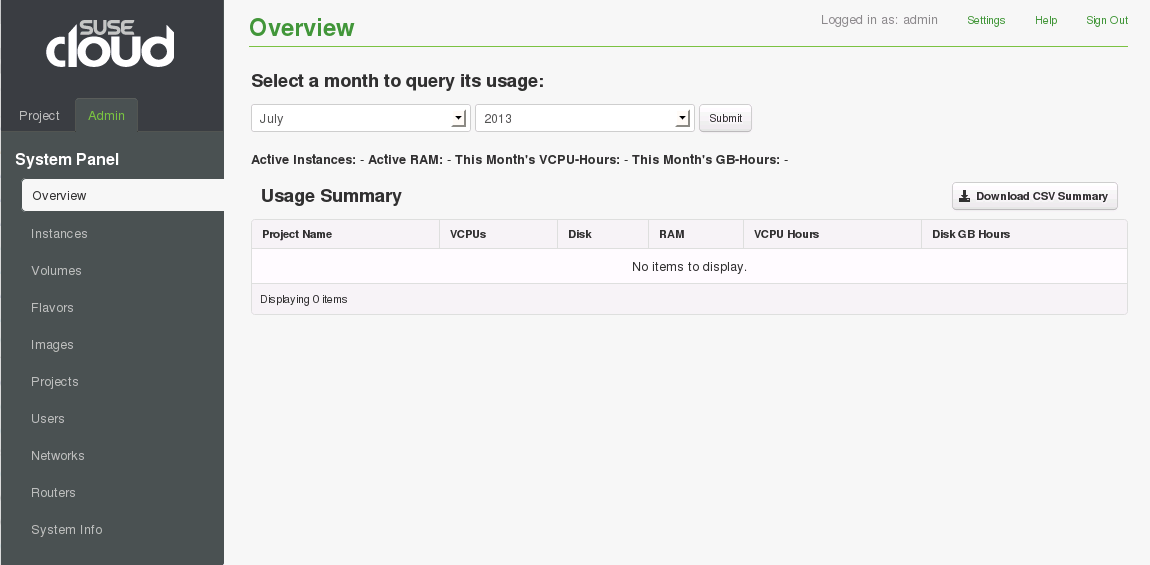 SUSE
cloud
Project Admin
System Panel
Overview
Instances
Volumes
Flavors
Images
Projects
Users
Networks
Routers
System Info
Overview
Logged in as: admin Settings Help Sign Out
Select a month to query its usage:
July 2013 Submit
Active Instances: - Active RAM: - This Month's VCPU-Hours: - This Month's GB-Hours: -
Usage Summary Download CSV Summary
Project Name VCPUs Disk RAM VCPU Hours Disk GB Hours
No items to display.
Displaying 0 items